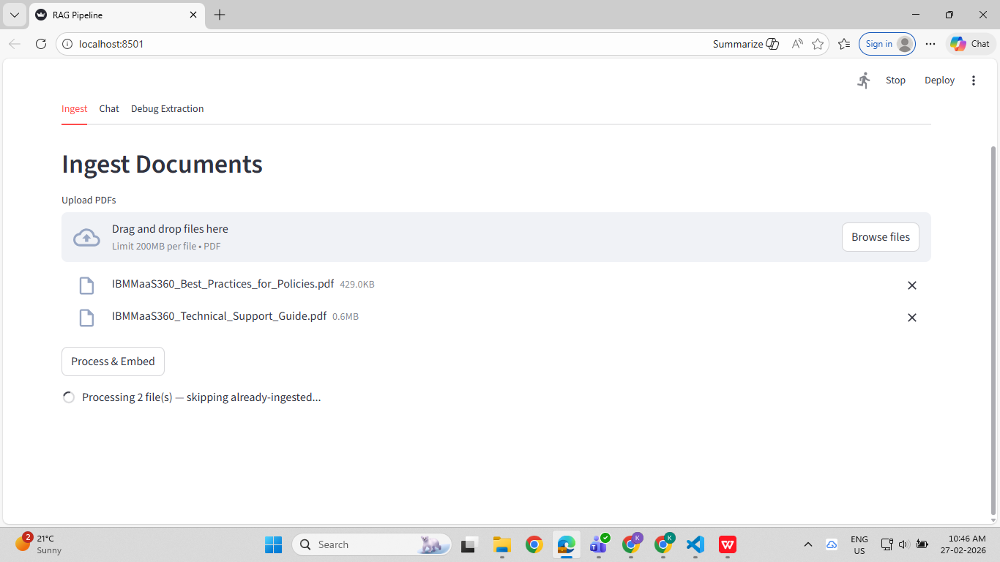 RAG Pipeline
localhost:8501
Summarize
Sign in
Chat
Stop
Deploy
Ingest Chat Debug Extraction
Ingest Documents
Upload PDFs
Drag and drop files here
Limit 200MB per file • PDF
Browse files
IBMMaaS360_Best_Practices_for_Policies.pdf 429.0KB
IBMMaaS360_Technical_Support_Guide.pdf 0.6MB
Process & Embed
Processing 2 file(s) — skipping already-ingested...
2
21°C
Sunny
Search
K
K
ENG
US
10:46 AM
27-02-2026